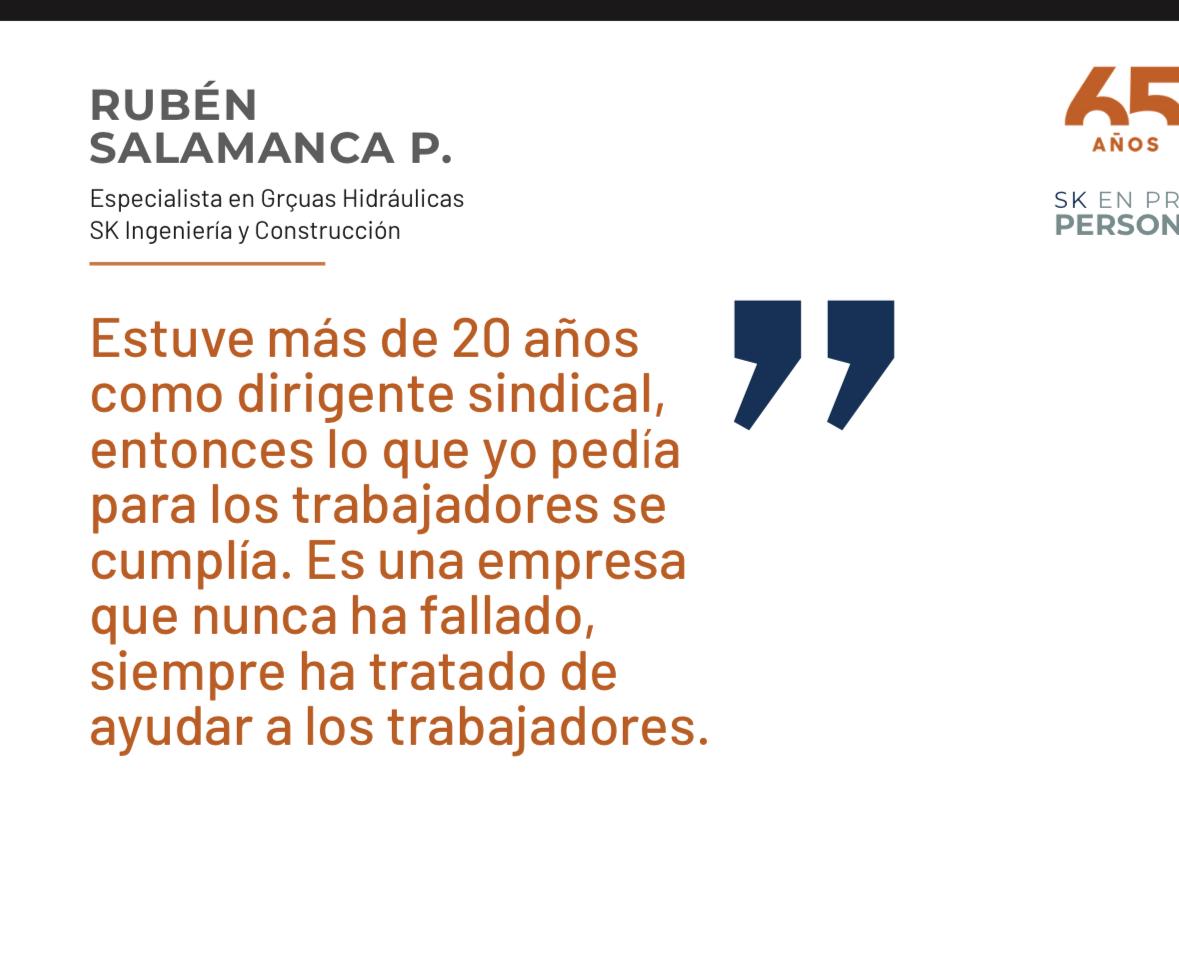 RUBÉN
SALAMANCA P.
Especialista en Grçuas Hidráulicas
SK Ingeniería y Construcción
Estuve más de 20 años
como dirigente sindical,
entonces lo que yo pedía
para los trabajadores se
cumplía. Es una empresa
que nunca ha fallado,
siempre ha tratado de
ayudar a los trabajadores.
”
65
AÑOS
SK EN PR
PERSON